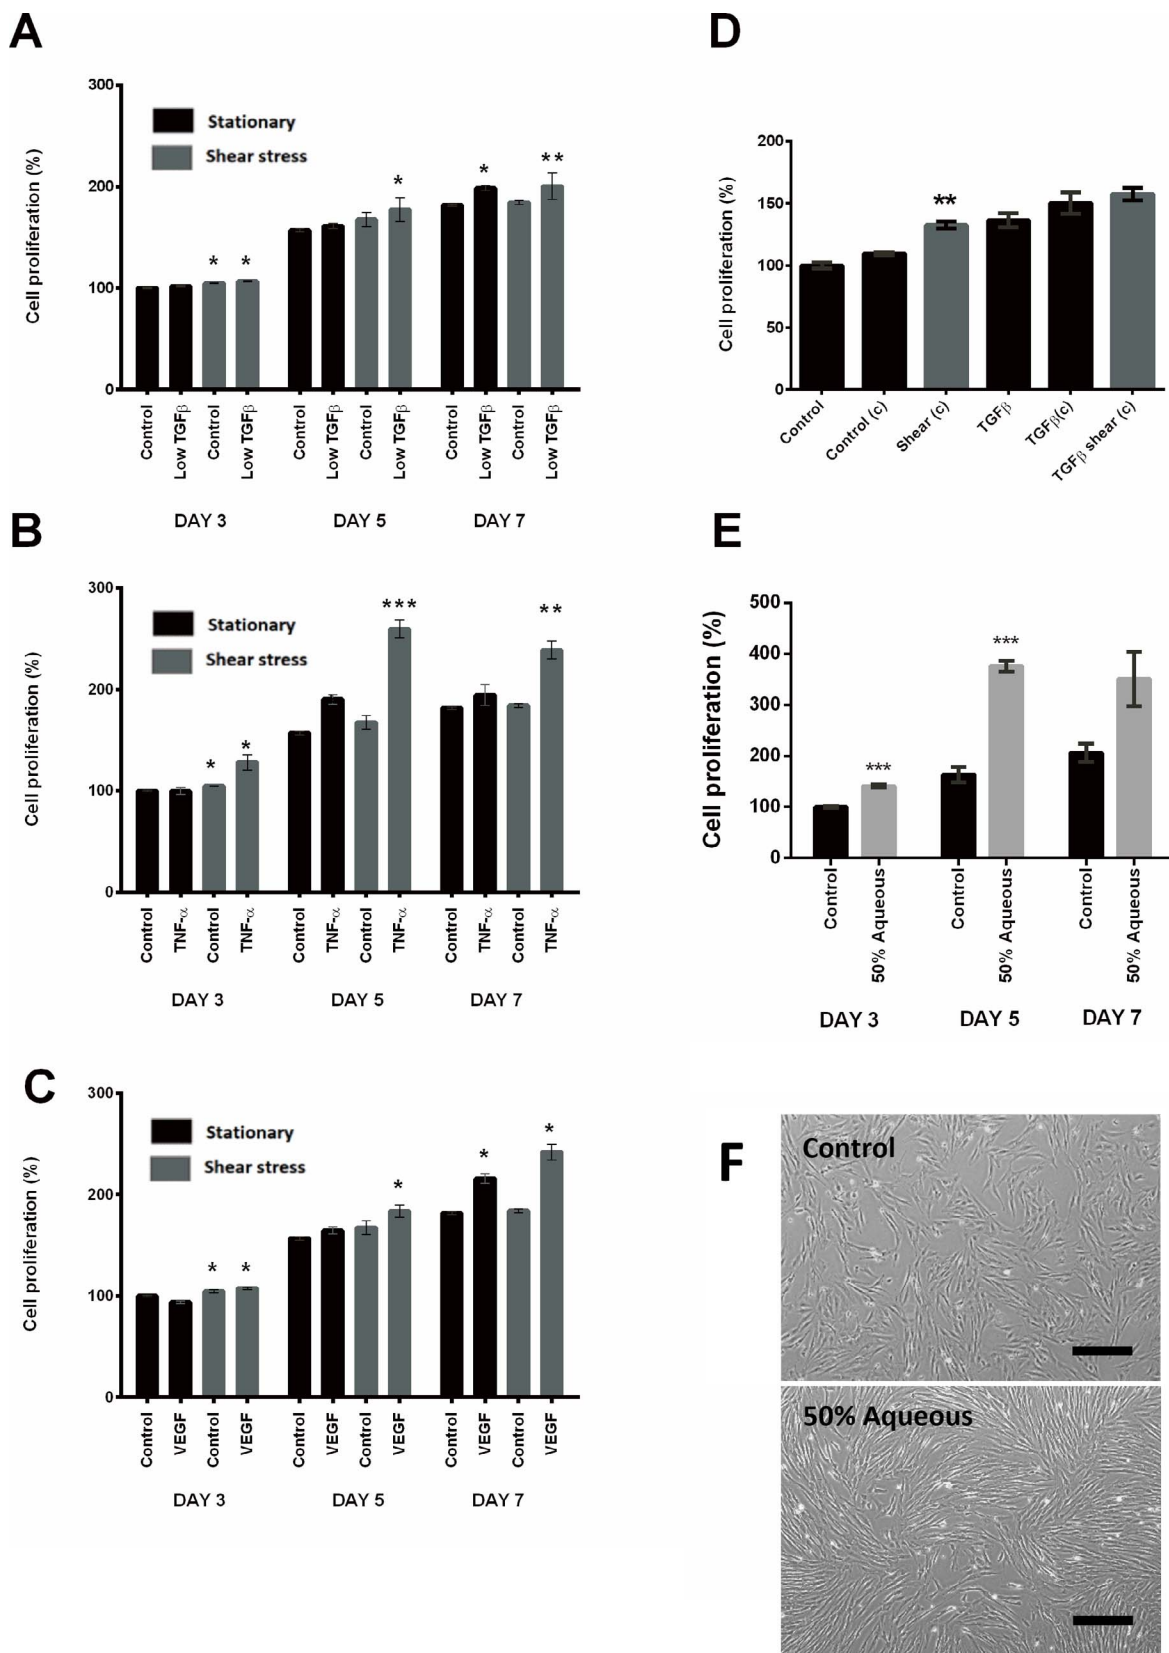 A
Cell proliferation (%)
300
200
100
0
Stationary
Shear stress
* * * * **
Control
Low TGFβ
Control
Low TGFβ
Control
Low TGFβ
Control
Low TGFβ
Control
Low TGFβ
Control
Low TGFβ
DAY 3 DAY 5 DAY 7
B
Cell proliferation (%)
300
200
100
0
Stationary
Shear stress
* * *** **
Control
TNF-α
Control
TNF-α
Control
TNF-α
Control
TNF-α
Control
TNF-α
Control
TNF-α
DAY 3 DAY 5 DAY 7
C
Cell proliferation (%)
300
200
100
0
Stationary
Shear stress
* * * * *
Control
VEGF
Control
VEGF
Control
VEGF
Control
VEGF
Control
VEGF
Control
VEGF
DAY 3 DAY 5 DAY 7
D
Cell proliferation (%)
200
150
100
50
0
**
Control
Control (c)
Shear (c)
TGFβ
TGFβ(c)
TGFβ shear (c)
E
Cell proliferation (%)
500
400
300
200
100
0
*** ***
Control
50% Aqueous
Control
50% Aqueous
Control
50% Aqueous
DAY 3 DAY 5 DAY 7
F
Control
50% Aqueous